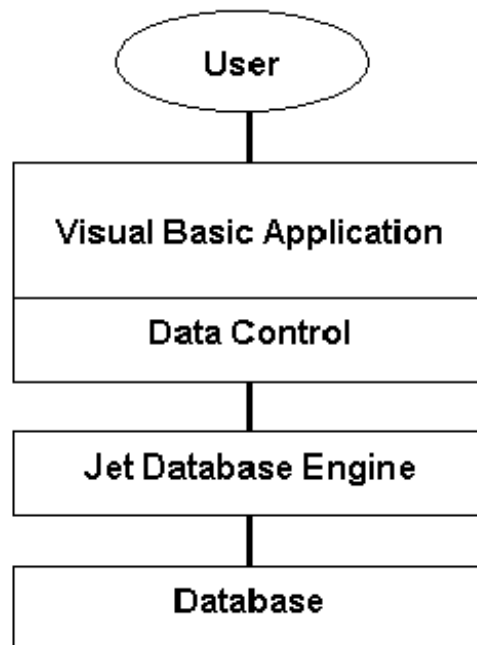 User
Visual Basic Application
Data Control
Jet Database Engine
Database